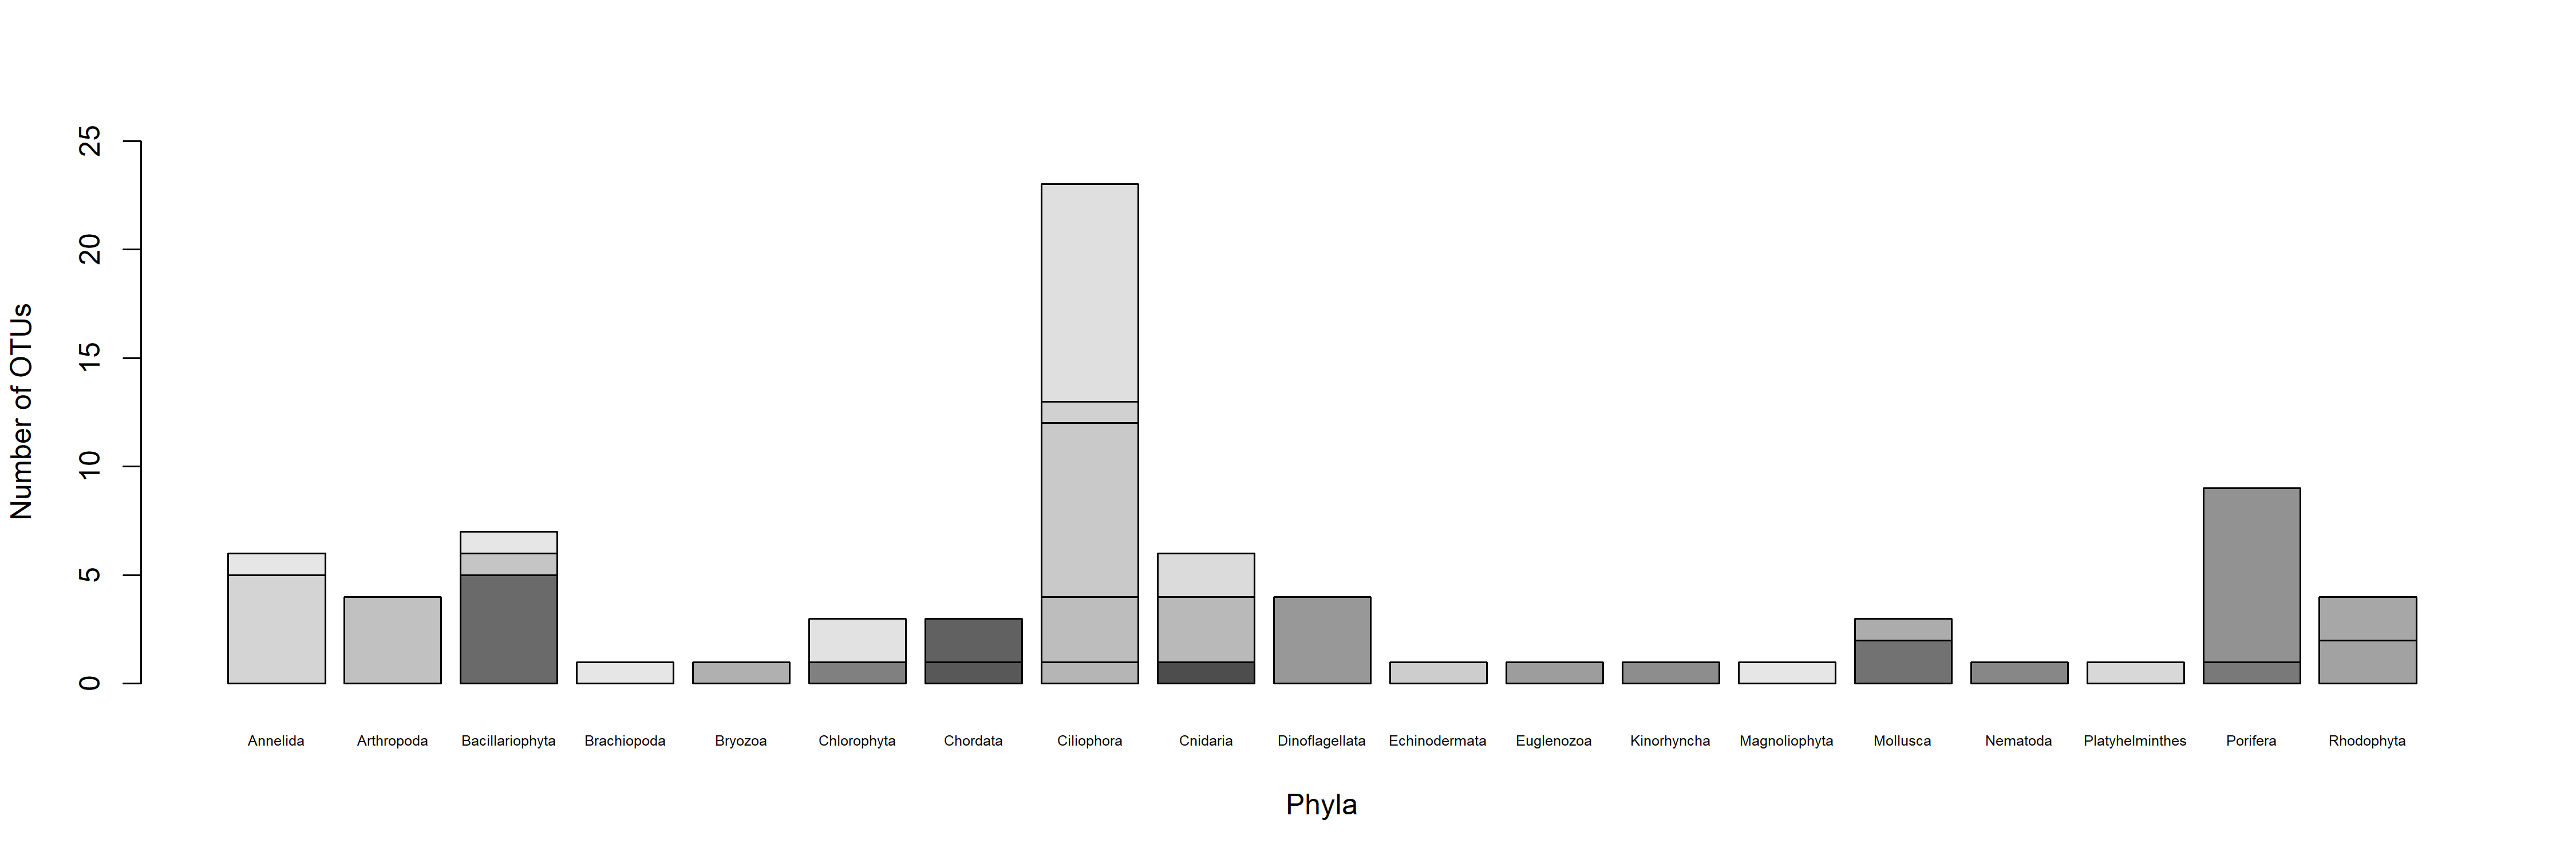 Number of OTUs
25
20
15
10
5
0
Annelida Arthropoda Bacillariophyta Brachiopoda Bryozoa Chlorophyta Chordata Ciliophora Cnidaria Dinoflagellata Echinodermata Euglenozoa Kinorhyncha Magnoliophyta Mollusca Nematoda Platyhelminthes Porifera Rhodophyta
Phyla